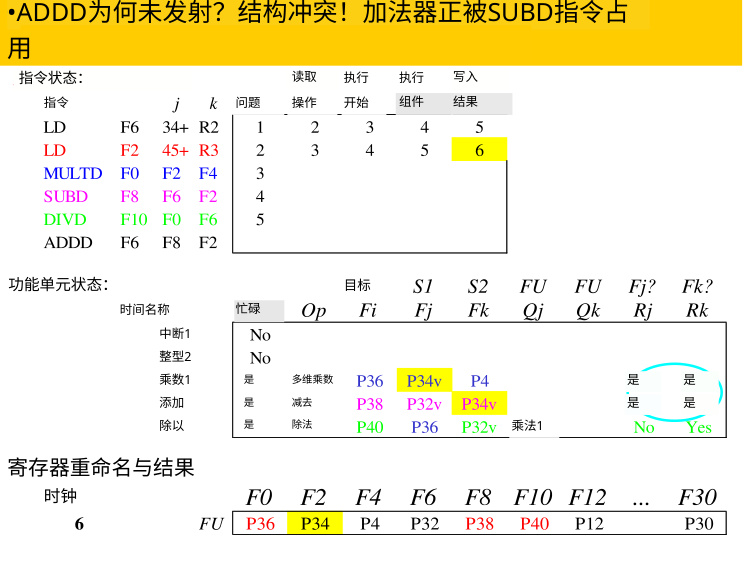 •ADDD为何未发射？结构冲突！加法器正被SUBD指令占
用
指令状态： 读取 执行 执行 写入
指令 j k 问题 操作 开始 组件 结果
LD F6 34+ R2 1 2 3 4 5
LD F2 45+ R3 2 3 4 5 6
MULTD F0 F2 F4 3
SUBD F8 F6 F2 4
DIVD F10 F0 F6 5
ADDD F6 F8 F2
功能单元状态： 目标 S1 S2 FU FU Fj? Fk?
时间名称 忙碌 Op Fi Fj Fk Qj Qk Rj Rk
中断1 No
整型2 No
乘数1 是 多维乘数 P36 P34v P4 是 是
添加 是 减去 P38 P32v P34v 是 是
除以 是 除法 P40 P36 P32v 乘法1 No Yes
寄存器重命名与结果
时钟 F0 F2 F4 F6 F8 F10 F12 ... F30
6 FU P36 P34 P4 P32 P38 P40 P12 P30